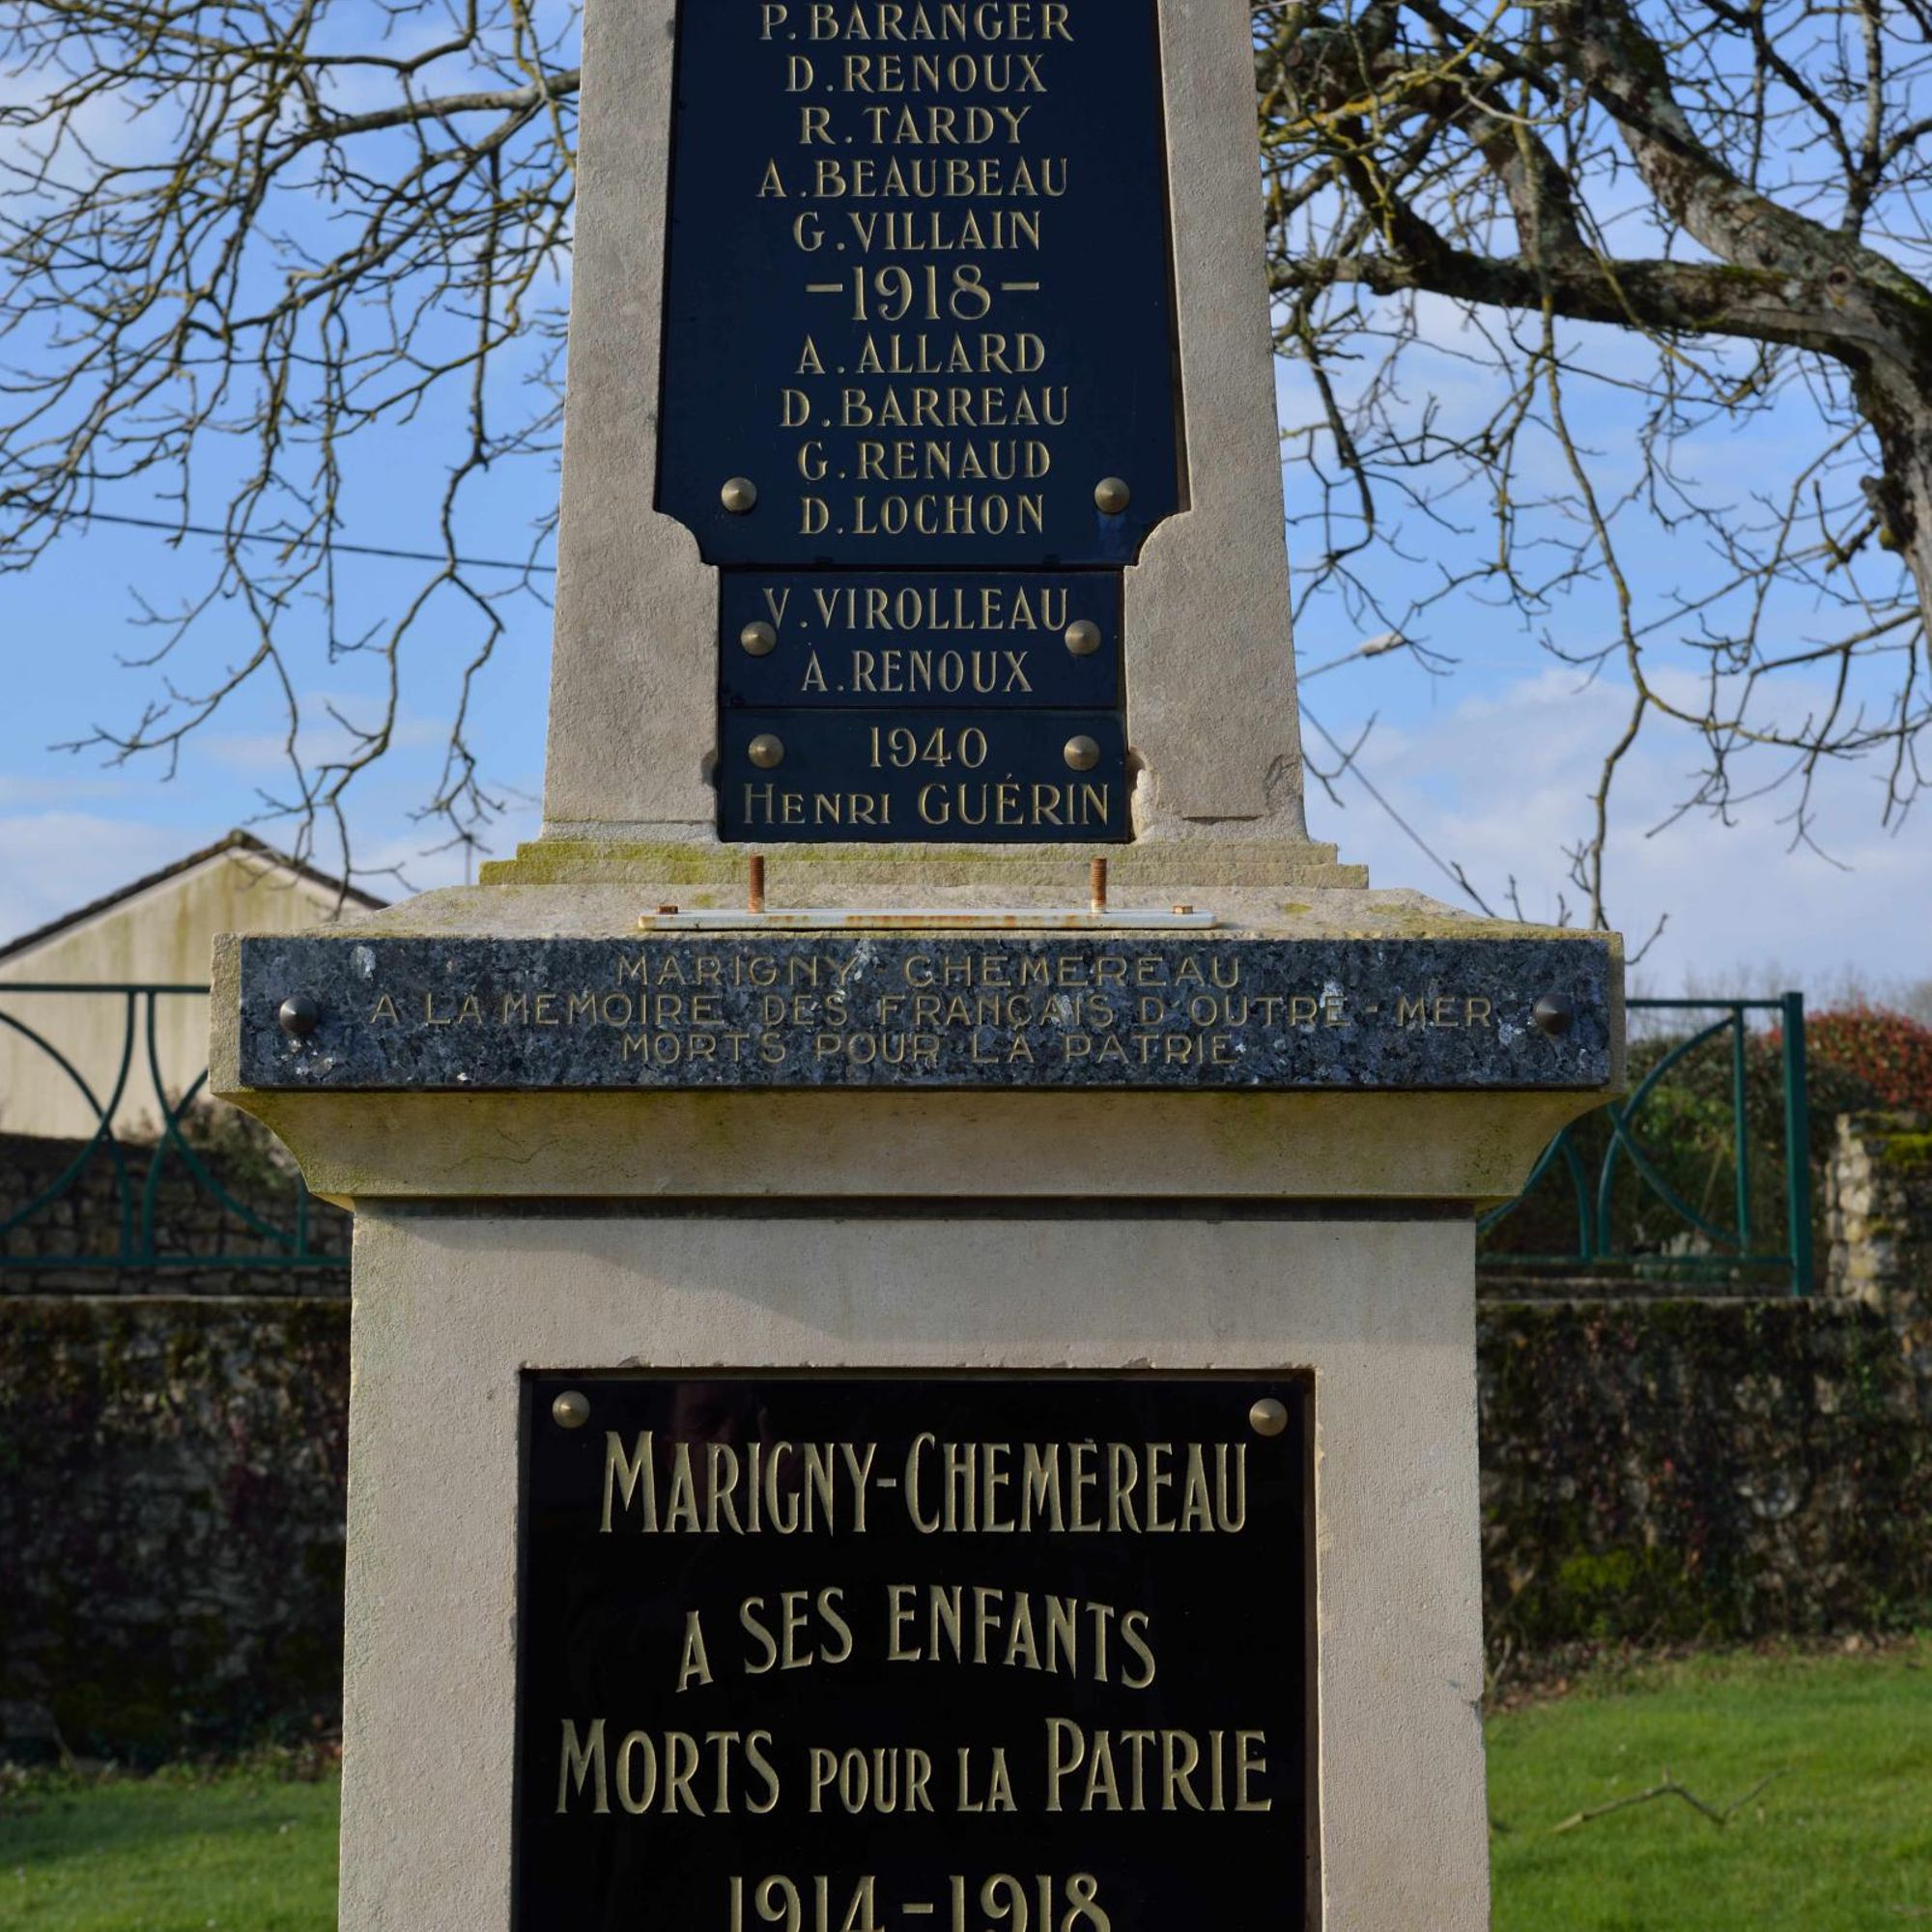 P. BARANGER
D. RENOUX
R. TARDY
A. BEAUBEAU
G. VILLAIN
-1918-
A. ALLARD
D. BARREAU
G. RENAUD
D. LOCHON
V. VIROLLEAU
A. RENOUX
1940
HENRI GUÉRIN
MARIGNY - CHEMEREAU
A LA MEMOIRE DES FRANÇAIS D'OUTRE-MER
MORTS POUR LA PATRIE
MARIGNY-CHEMÉREAU
A SES ENFANTS
MORTS POUR LA PATRIE
1914-1918